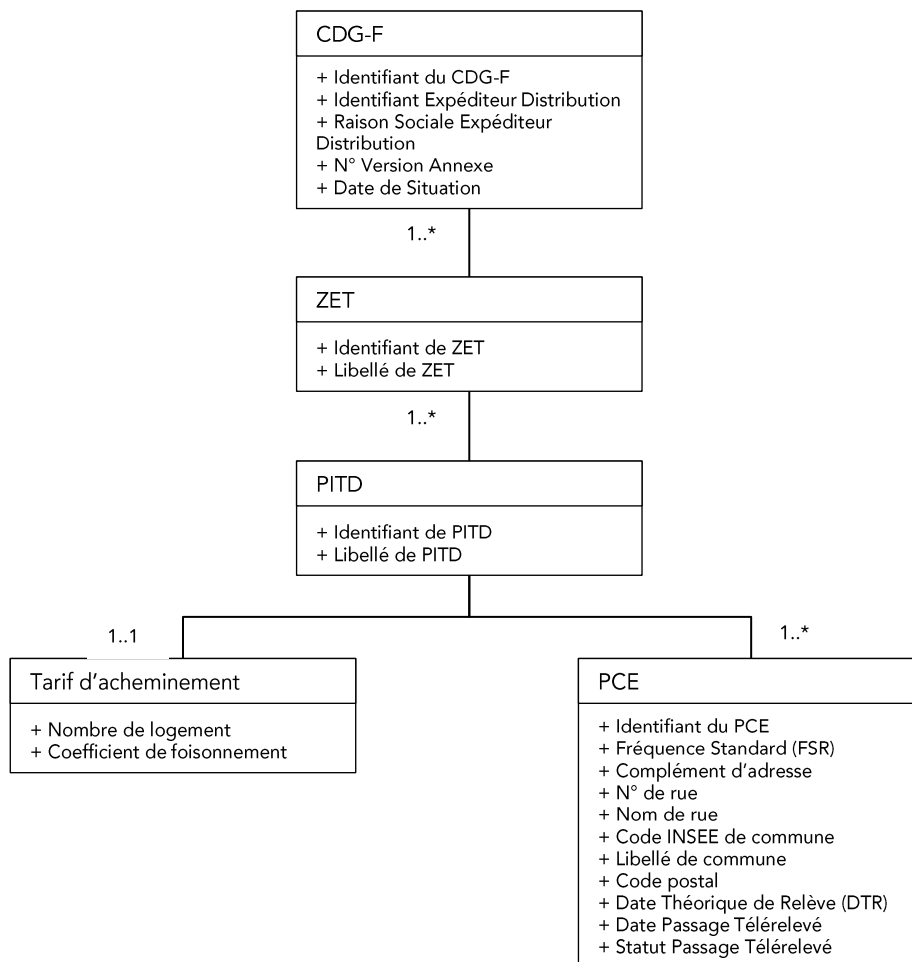 CDG-F
+ Identifiant du CDG-F
+ Identifiant Expéditeur Distribution
+ Raison Sociale Expéditeur
Distribution
+ N° Version Annexe
+ Date de Situation
1..*
ZET
+ Identifiant de ZET
+ Libellé de ZET
1..*
PITD
+ Identifiant de PITD
+ Libellé de PITD
1..1
1..*
Tarif d’acheminement
+ Nombre de logement
+ Coefficient de foisonnement
PCE
+ Identifiant du PCE
+ Fréquence Standard (FSR)
+ Complément d’adresse
+ N° de rue
+ Nom de rue
+ Code INSEE de commune
+ Libellé de commune
+ Code postal
+ Date Théorique de Relève (DTR)
+ Date Passage Télérelevé
+ Statut Passage Télérelevé